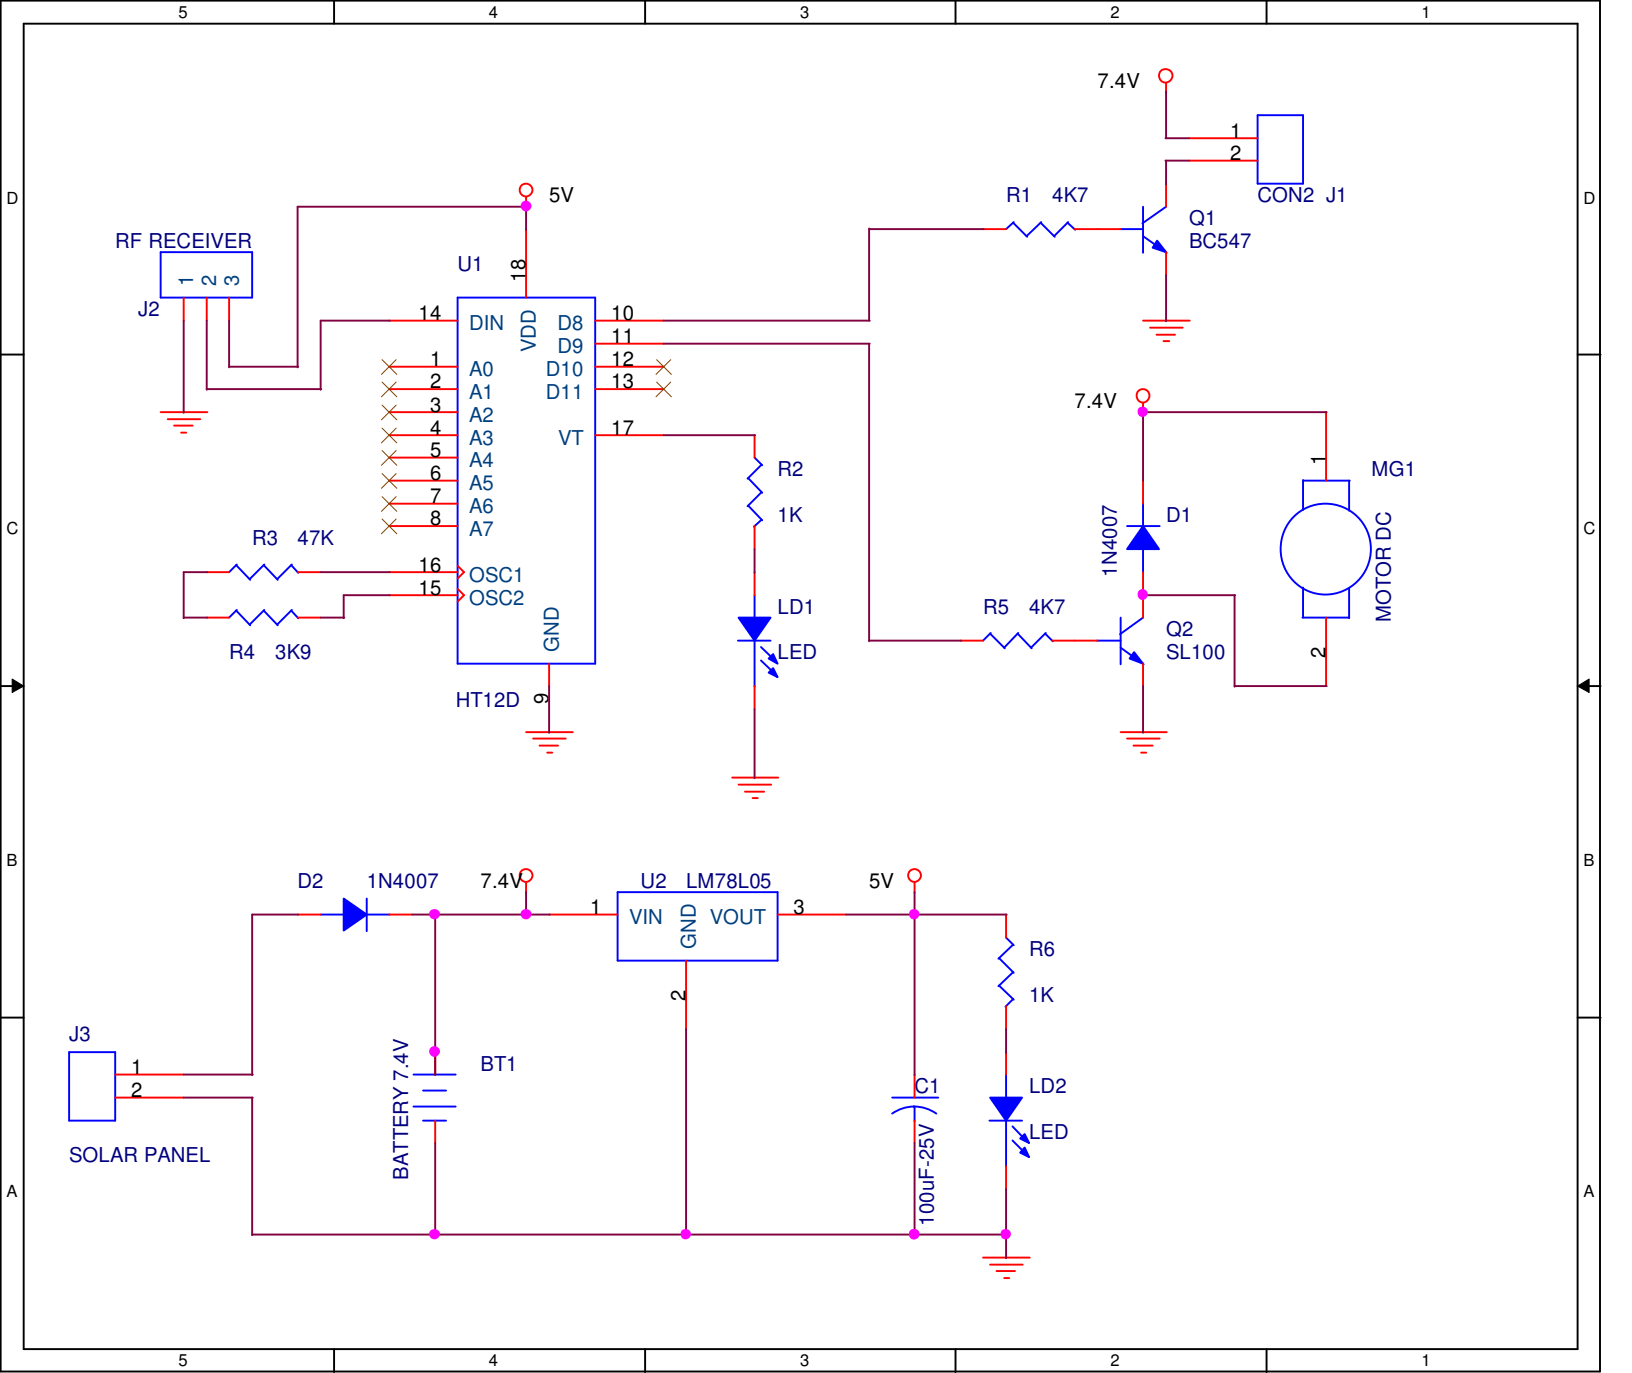 5 4 3 2 1
7.4V
1
2
CON2 J1
D D
R1 4K7
Q1
BC547
5V
RF RECEIVER
1 2 3
J2
U1
18
14 DIN
VDD
D8 10
D9 11
D10 12
D11 13
VT 17
1 A0
2 A1
3 A2
4 A3
5 A4
6 A5
7 A6
8 A7
16 OSC1
15 OSC2
GND
9
HT12D
R3 47K
R4 3K9
R2
1K
LD1
LED
7.4V
1
MG1
C C
1N4007
D1
MOTOR DC
R5 4K7
Q2
SL100
2
B B
D2 1N4007
7.4V
U2 LM78L05
1 VIN
GND
VOUT 3
2
5V
R6
1K
J3
1
2
SOLAR PANEL
BATTERY 7.4V
BT1
C1
100uF-25V
LD2
LED
A A
5 4 3 2 1